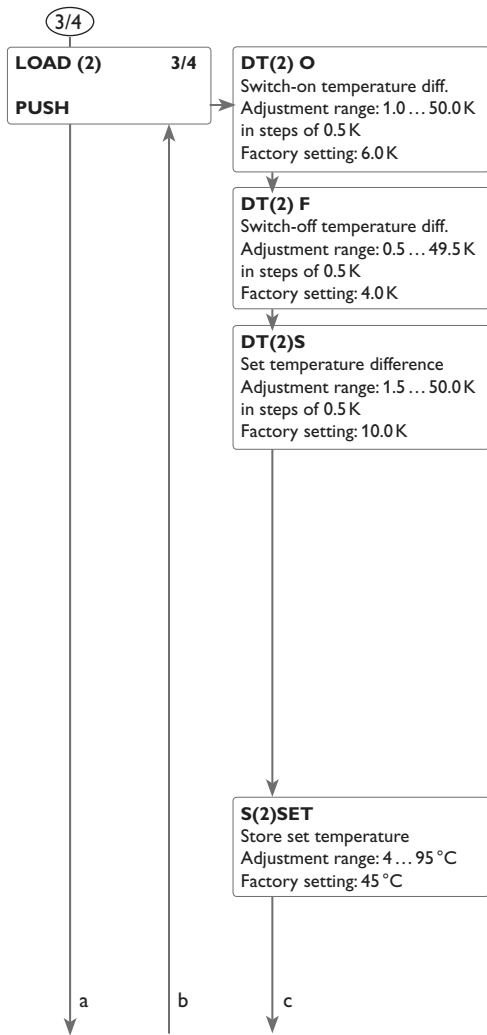 3/4
LOAD (2) 3/4
PUSH
DT(2) O
Switch-on temperature diff.
Adjustment range: 1.0 … 50.0 K
in steps of 0.5 K
Factory setting: 6.0 K
DT(2) F
Switch-off temperature diff.
Adjustment range: 0.5 … 49.5 K
in steps of 0.5 K
Factory setting: 4.0 K
DT(2)S
Set temperature difference
Adjustment range: 1.5 … 50.0 K
in steps of 0.5 K
Factory setting: 10.0 K
S(2)SET
Store set temperature
Adjustment range: 4 … 95 °C
Factory setting: 45 °C
a b c